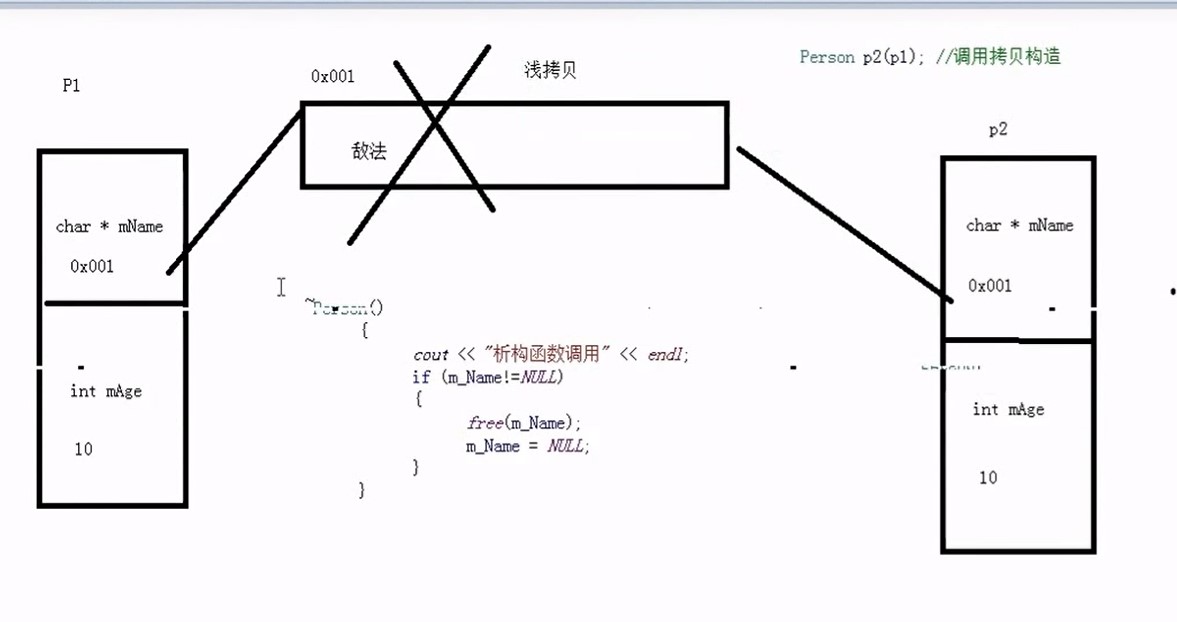 Person p2(p1); //调用拷贝构造
浅拷贝
0x001
P1
敌法
p2
char * mName
0x001
char * mName
0x001
~Person()
{
cout << "析构函数调用" << endl;
if (m_Name!=NULL)
{
free(m_Name);
m_Name = NULL;
}
}
int mAge
10
int mAge
10